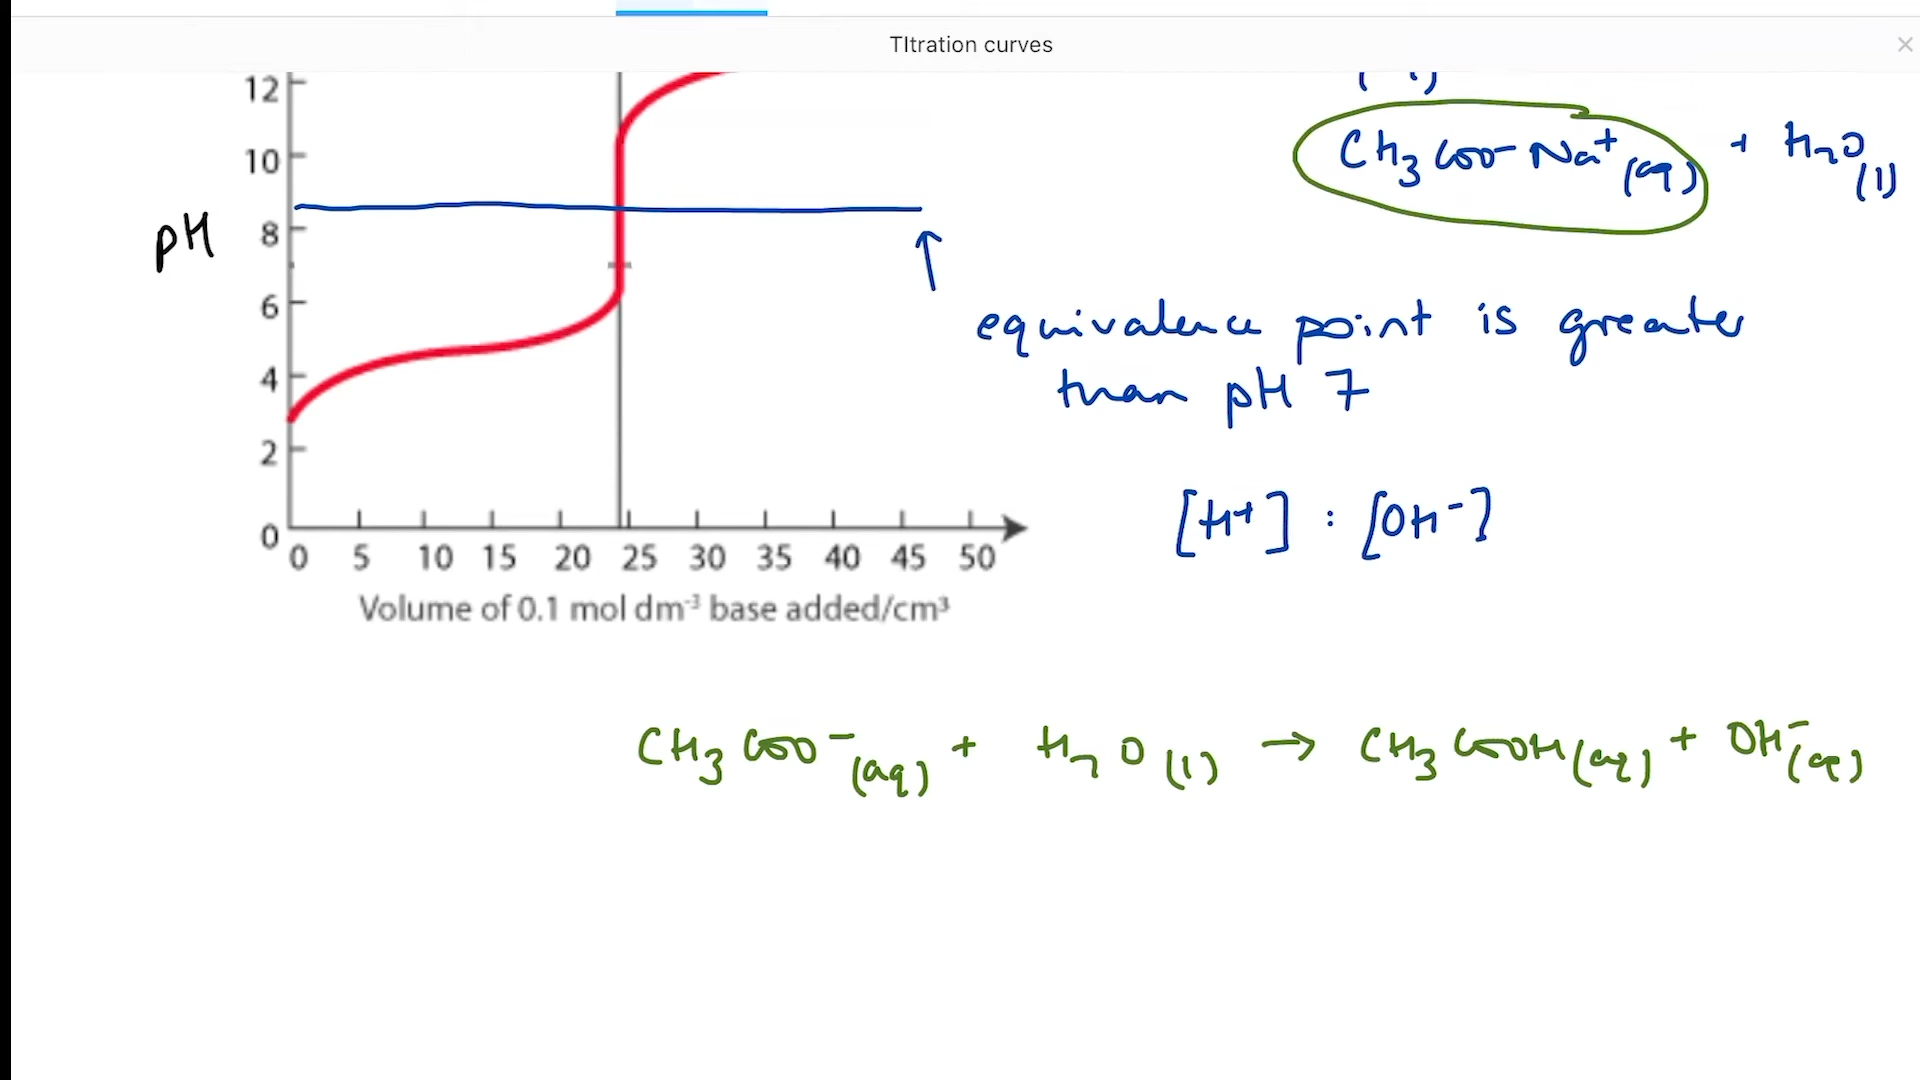 TItration curves
×
12
10
8
6
4
2
0
pH
0 5 10 15 20 25 30 35 40 45 50
Volume of 0.1 mol dm⁻³ base added/cm³
CH₃COO⁻Na⁺(aq) + H₂O(l)
equivalence point is greater
than pH 7
[H⁺] : [OH⁻]
CH₃COO⁻(aq) + H₂O(l) → CH₃COOH(aq) + OH⁻(aq)